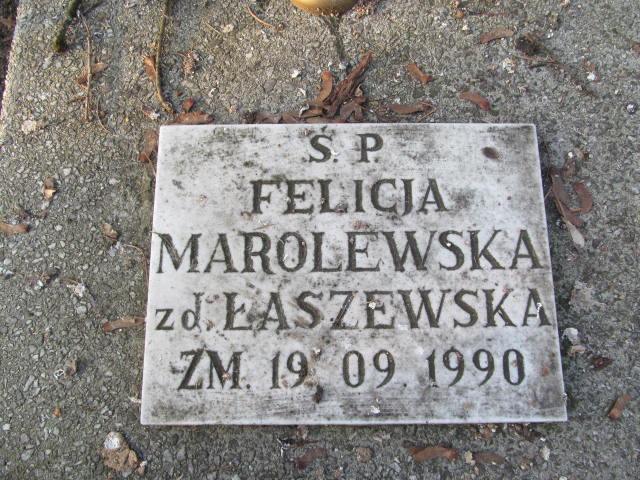 S. P
FELICJA
MAROLEWSKA
zd. ŁASZEWSKA
ZM. 19. 09. 1990